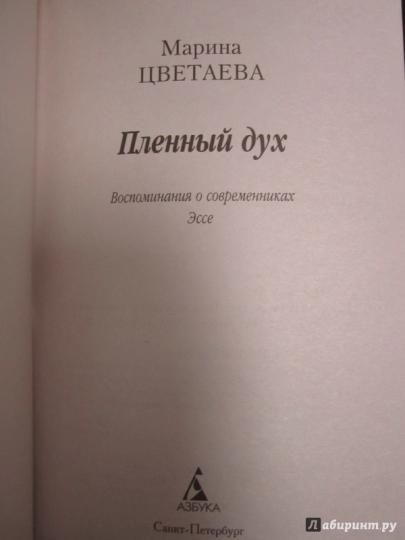 Марина
ЦВЕТАЕВА
Пленный дух
Воспоминания о современниках
Эссе
АЗБУКА
Санкт-Петербург
Лабиринт.ру